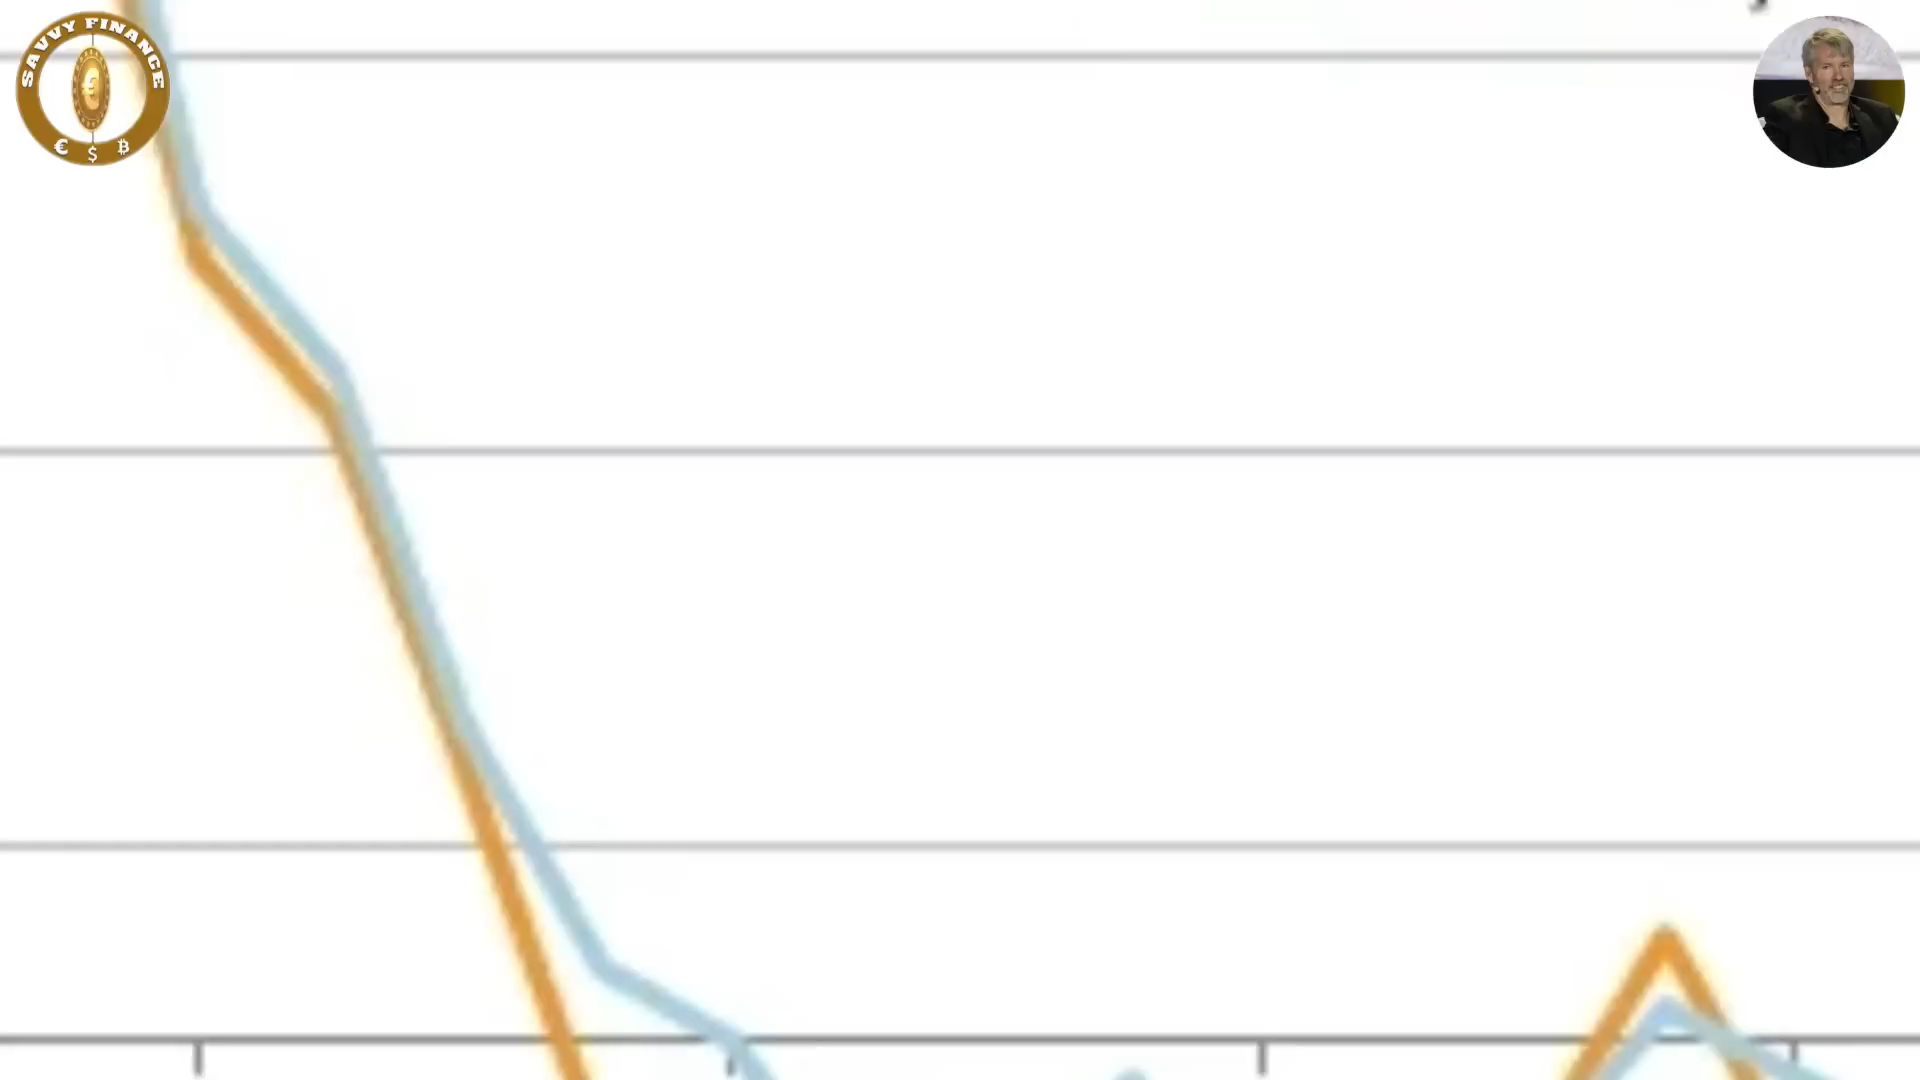 SAVVY FINANCE
€
€ $ ₿